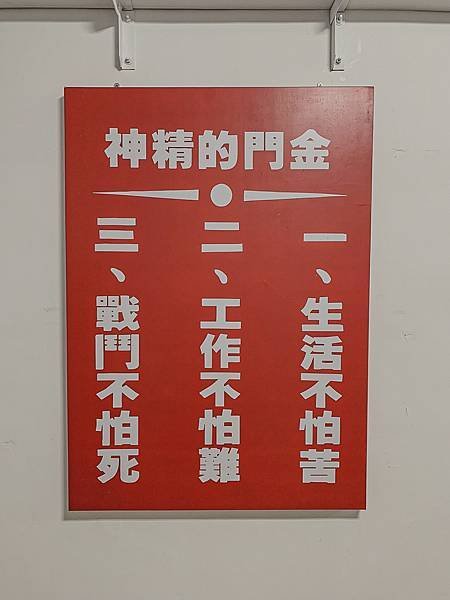 金門的精神
一、生活不怕苦
二、工作不怕難
三、戰鬥不怕死